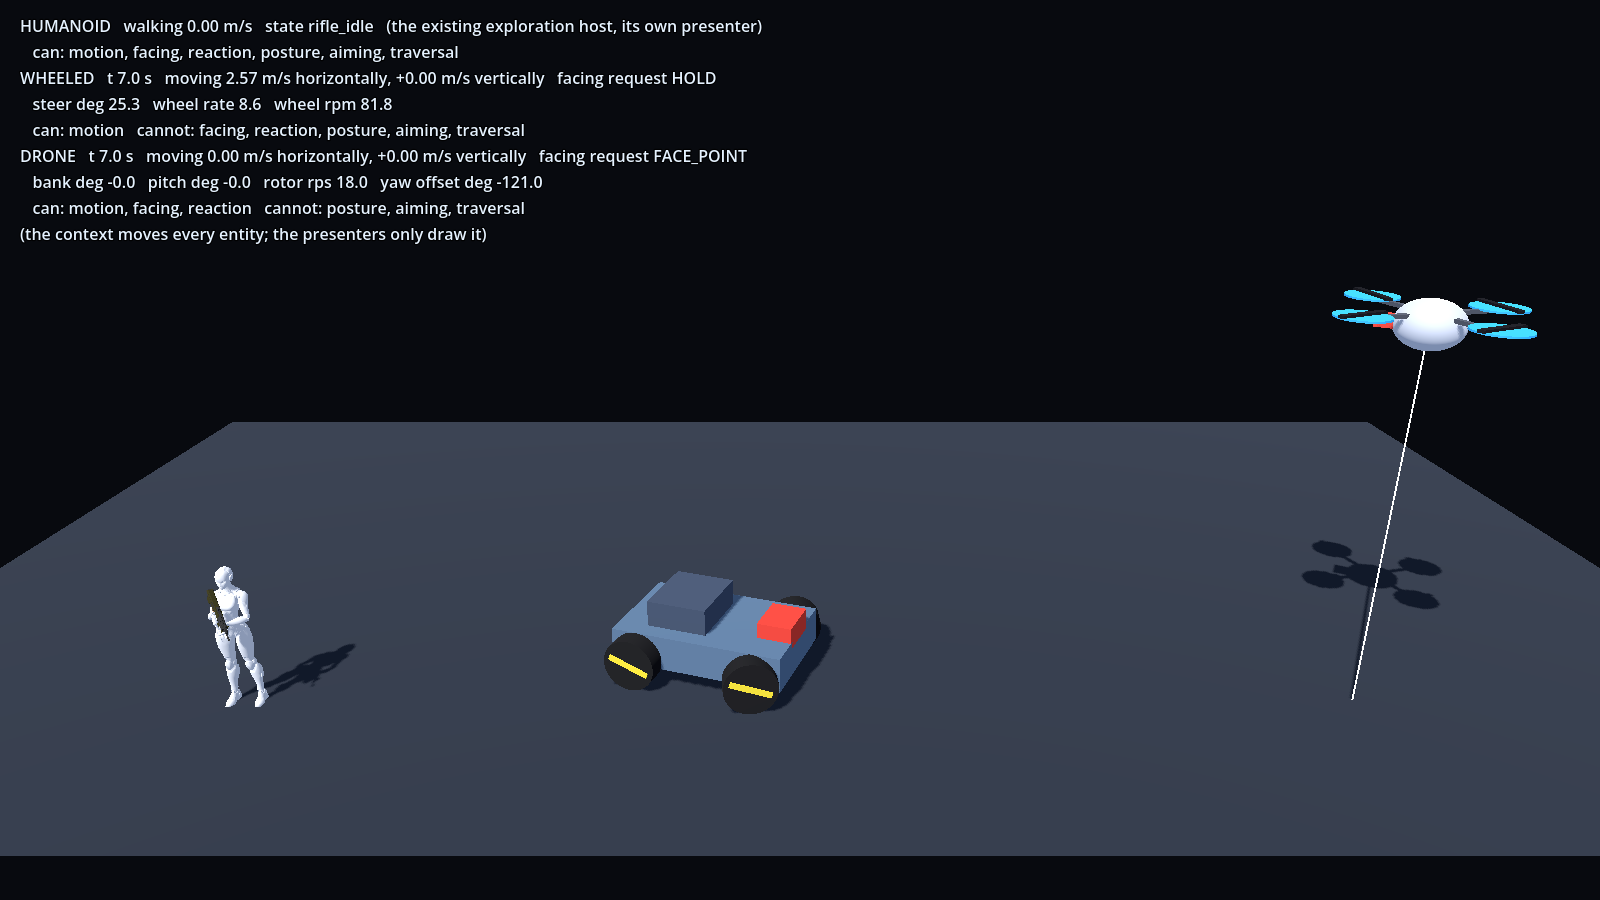 HUMANOID walking 0.00 m/s state rifle_idle (the existing exploration host, its own presenter)
can: motion, facing, reaction, posture, aiming, traversal
WHEELED t 7.0 s moving 2.57 m/s horizontally, +0.00 m/s vertically facing request HOLD
steer deg 25.3 wheel rate 8.6 wheel rpm 81.8
can: motion cannot: facing, reaction, posture, aiming, traversal
DRONE t 7.0 s moving 0.00 m/s horizontally, +0.00 m/s vertically facing request FACE_POINT
bank deg -0.0 pitch deg -0.0 rotor rps 18.0 yaw offset deg -121.0
can: motion, facing, reaction cannot: posture, aiming, traversal
(the context moves every entity; the presenters only draw it)